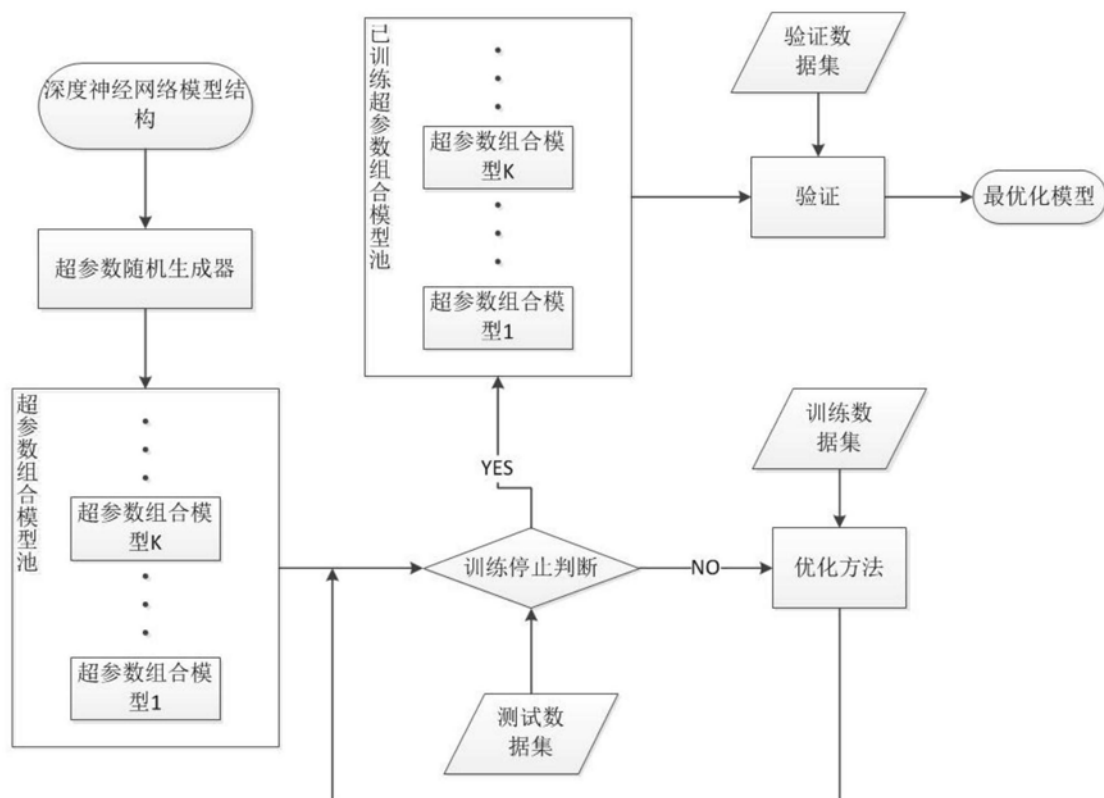 深度神经网络模型结
构
超参数随机生成器
超参数组合模型池
超参数组合模
型K
超参数组合模
型1
已训练超参数组合模型池
超参数组合模
型K
超参数组合模
型1
验证数
据集
验证
最优化模型
YES
训练停止判断
NO
测试数
据集
训练数
据集
优化方法